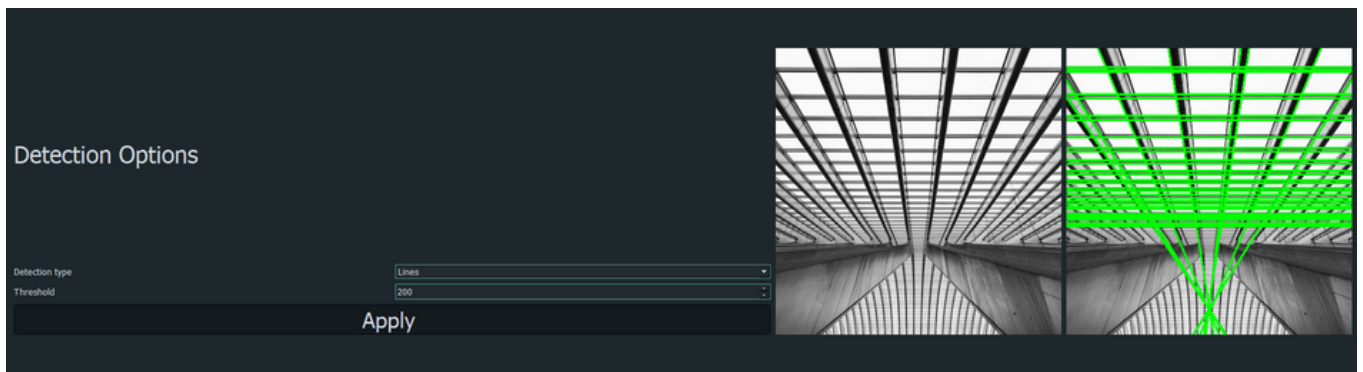 Detection Options
Detection type
Lines
Threshold
200
Apply